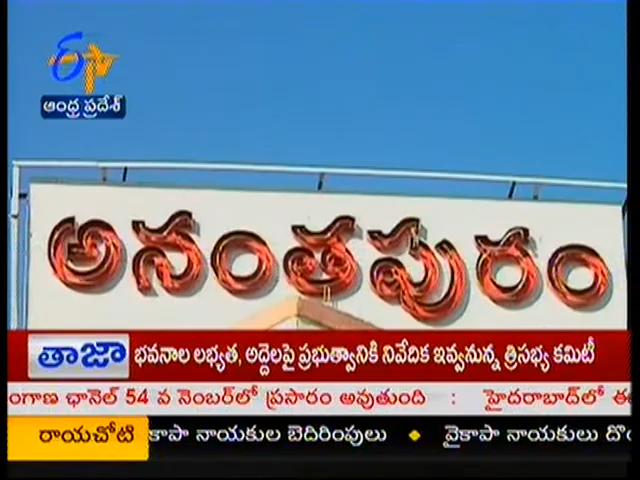 ఆంధ్ర ప్రదేశ్
అనంతపురం
తాజా భవనాల లభ్యత, అద్దెలపై ప్రభుత్వానికి నివేదిక ఇవ్వనున్న త్రిసభ్య కమిటీ
ంగాణ ఛానెల్ 54 వ నెంబర్‌లో ప్రసారం అవుతుంది : హైదరాబాద్‌లో ఈ
రాయచోటి కాపా నాయకుల బెదిరింపులు ◆ వైకాపా నాయకులు దొ